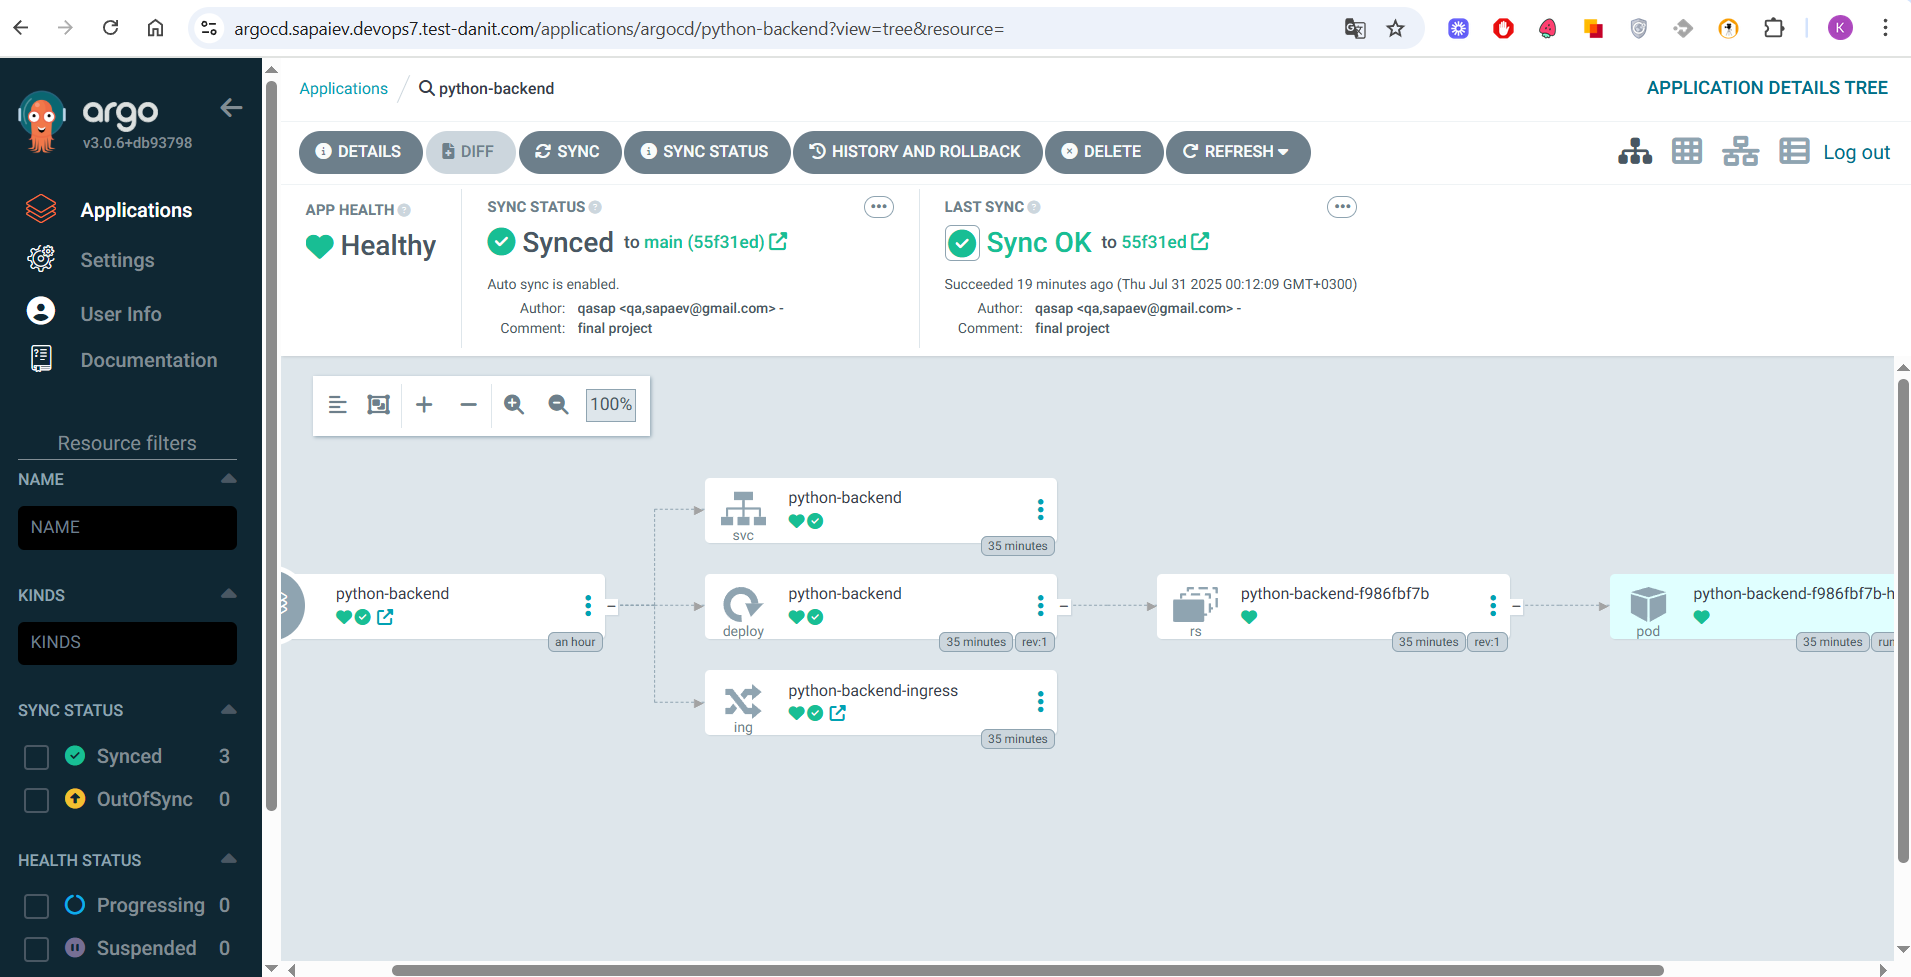 argocd.sapaiev.devops7.test-danit.com/applications/argocd/python-backend?view=tree&resource=
K
argo
v3.0.6+db93798
Applications
Settings
User Info
Documentation
Resource filters
NAME
NAME
KINDS
KINDS
SYNC STATUS
Synced 3
OutOfSync 0
HEALTH STATUS
Progressing 0
Suspended 0
Applications / python-backend
APPLICATION DETAILS TREE
DETAILS
DIFF
SYNC
SYNC STATUS
HISTORY AND ROLLBACK
DELETE
REFRESH
Log out
APP HEALTH
Healthy
SYNC STATUS
Synced to main (55f31ed)
Auto sync is enabled.
Author: qasap <qa,sapaev@gmail.com> -
Comment: final project
LAST SYNC
Sync OK to 55f31ed
Succeeded 19 minutes ago (Thu Jul 31 2025 00:12:09 GMT+0300)
Author: qasap <qa,sapaev@gmail.com> -
Comment: final project
100%
python-backend
an hour
python-backend
svc
35 minutes
python-backend
deploy
35 minutes
rev:1
python-backend-ingress
ing
35 minutes
python-backend-f986fbf7b
rs
35 minutes
rev:1
python-backend-f986fbf7b-h
pod
35 minutes
run